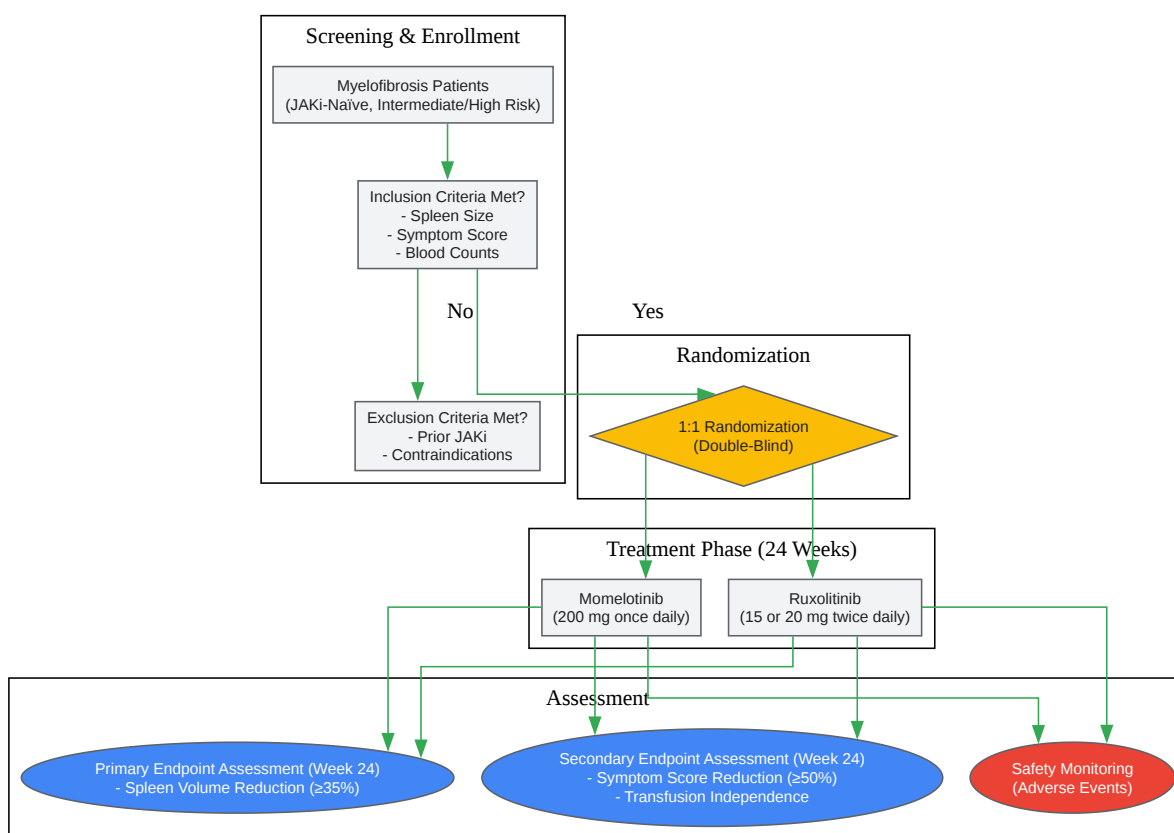 Screening & Enrollment
Myelofibrosis Patients
(JAKi-Naïve, Intermediate/High Risk)
Inclusion Criteria Met?
- Spleen Size
- Symptom Score
- Blood Counts
No
Yes
Exclusion Criteria Met?
- Prior JAKi
- Contraindications
Randomization
1:1 Randomization
(Double-Blind)
Treatment Phase (24 Weeks)
Momelotinib
(200 mg once daily)
Ruxolitinib
(15 or 20 mg twice daily)
Assessment
Primary Endpoint Assessment (Week 24)
- Spleen Volume Reduction (≥35%)
Secondary Endpoint Assessment (Week 24)
- Symptom Score Reduction (≥50%)
- Transfusion Independence
Safety Monitoring
(Adverse Events)